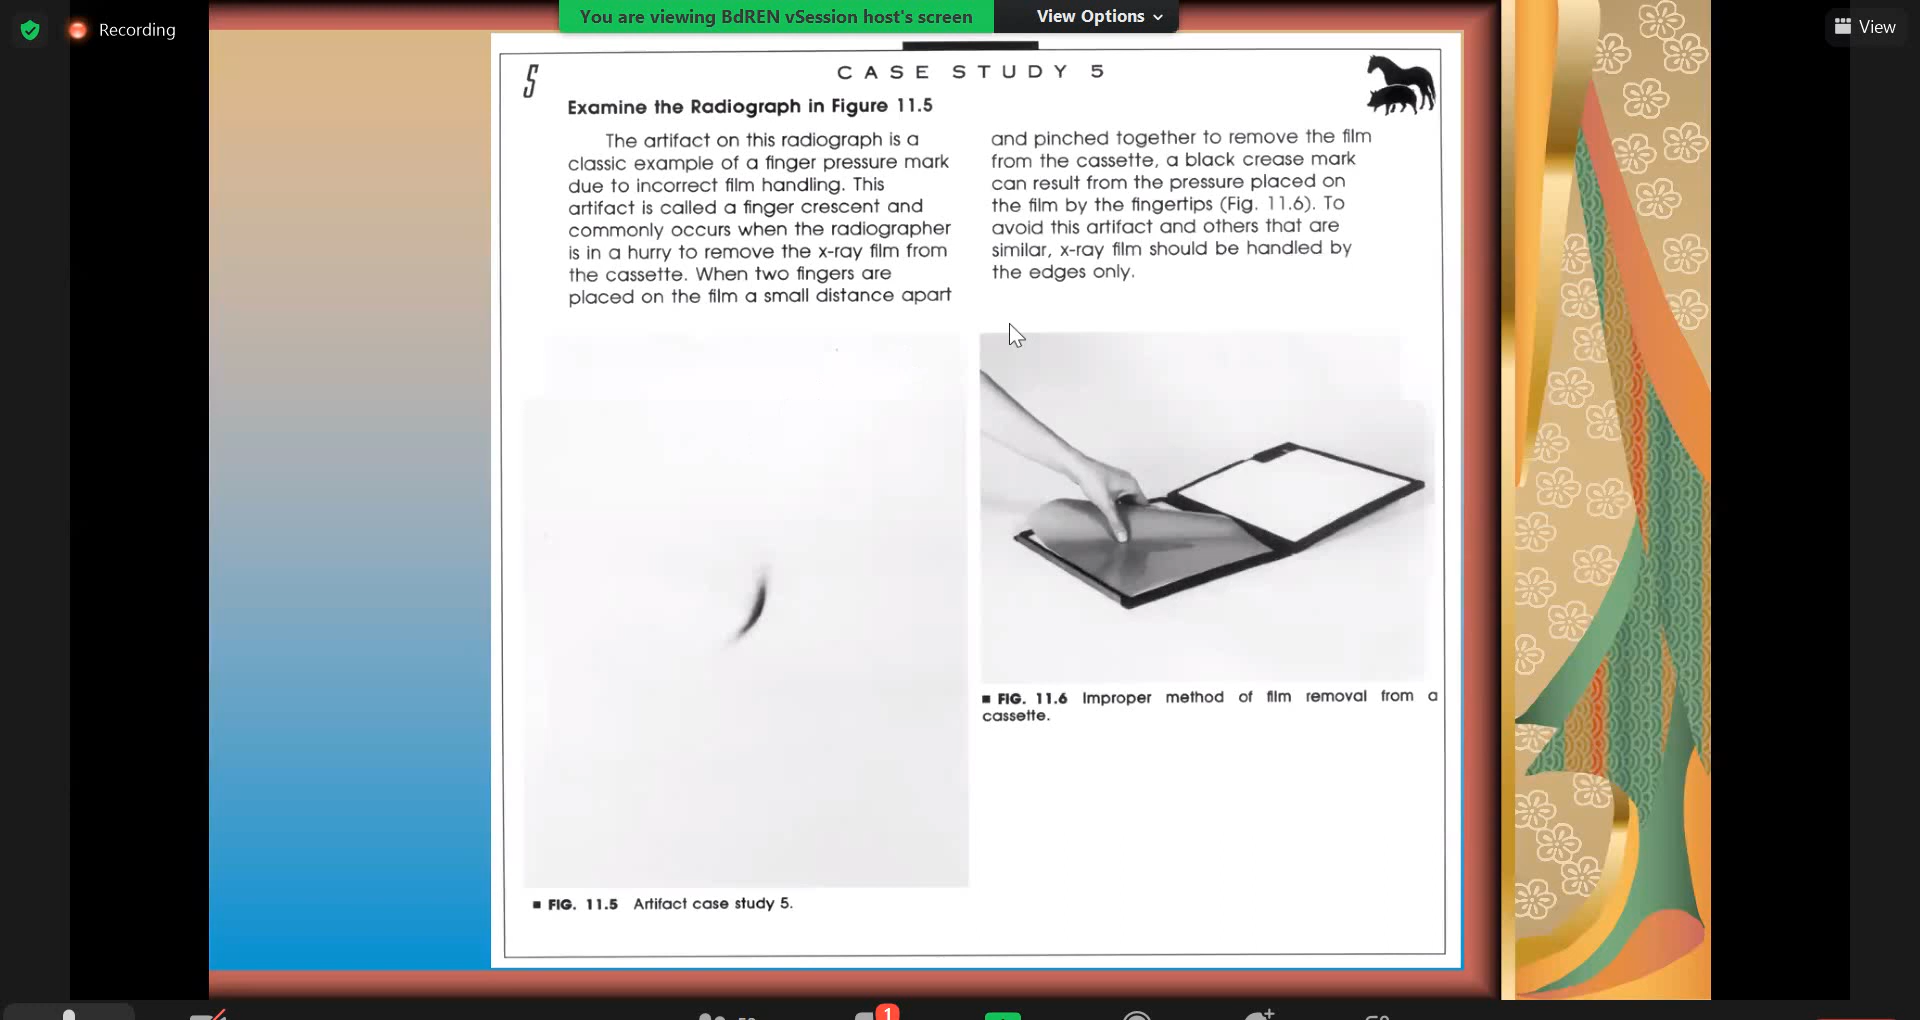 You are viewing BdREN vSession host's screen
View Options
Recording
View
5
CASE STUDY 5
Examine the Radiograph in Figure 11.5
The artifact on this radiograph is a
classic example of a finger pressure mark
due to incorrect film handling. This
artifact is called a finger crescent and
commonly occurs when the radiographer
is in a hurry to remove the x-ray film from
the cassette. When two fingers are
placed on the film a small distance apart
and pinched together to remove the film
from the cassette, a black crease mark
can result from the pressure placed on
the film by the fingertips (Fig. 11.6). To
avoid this artifact and others that are
similar, x-ray film should be handled by
the edges only.
■ FIG. 11.6 Improper method of film removal from a
cassette.
■ FIG. 11.5 Artifact case study 5.
1